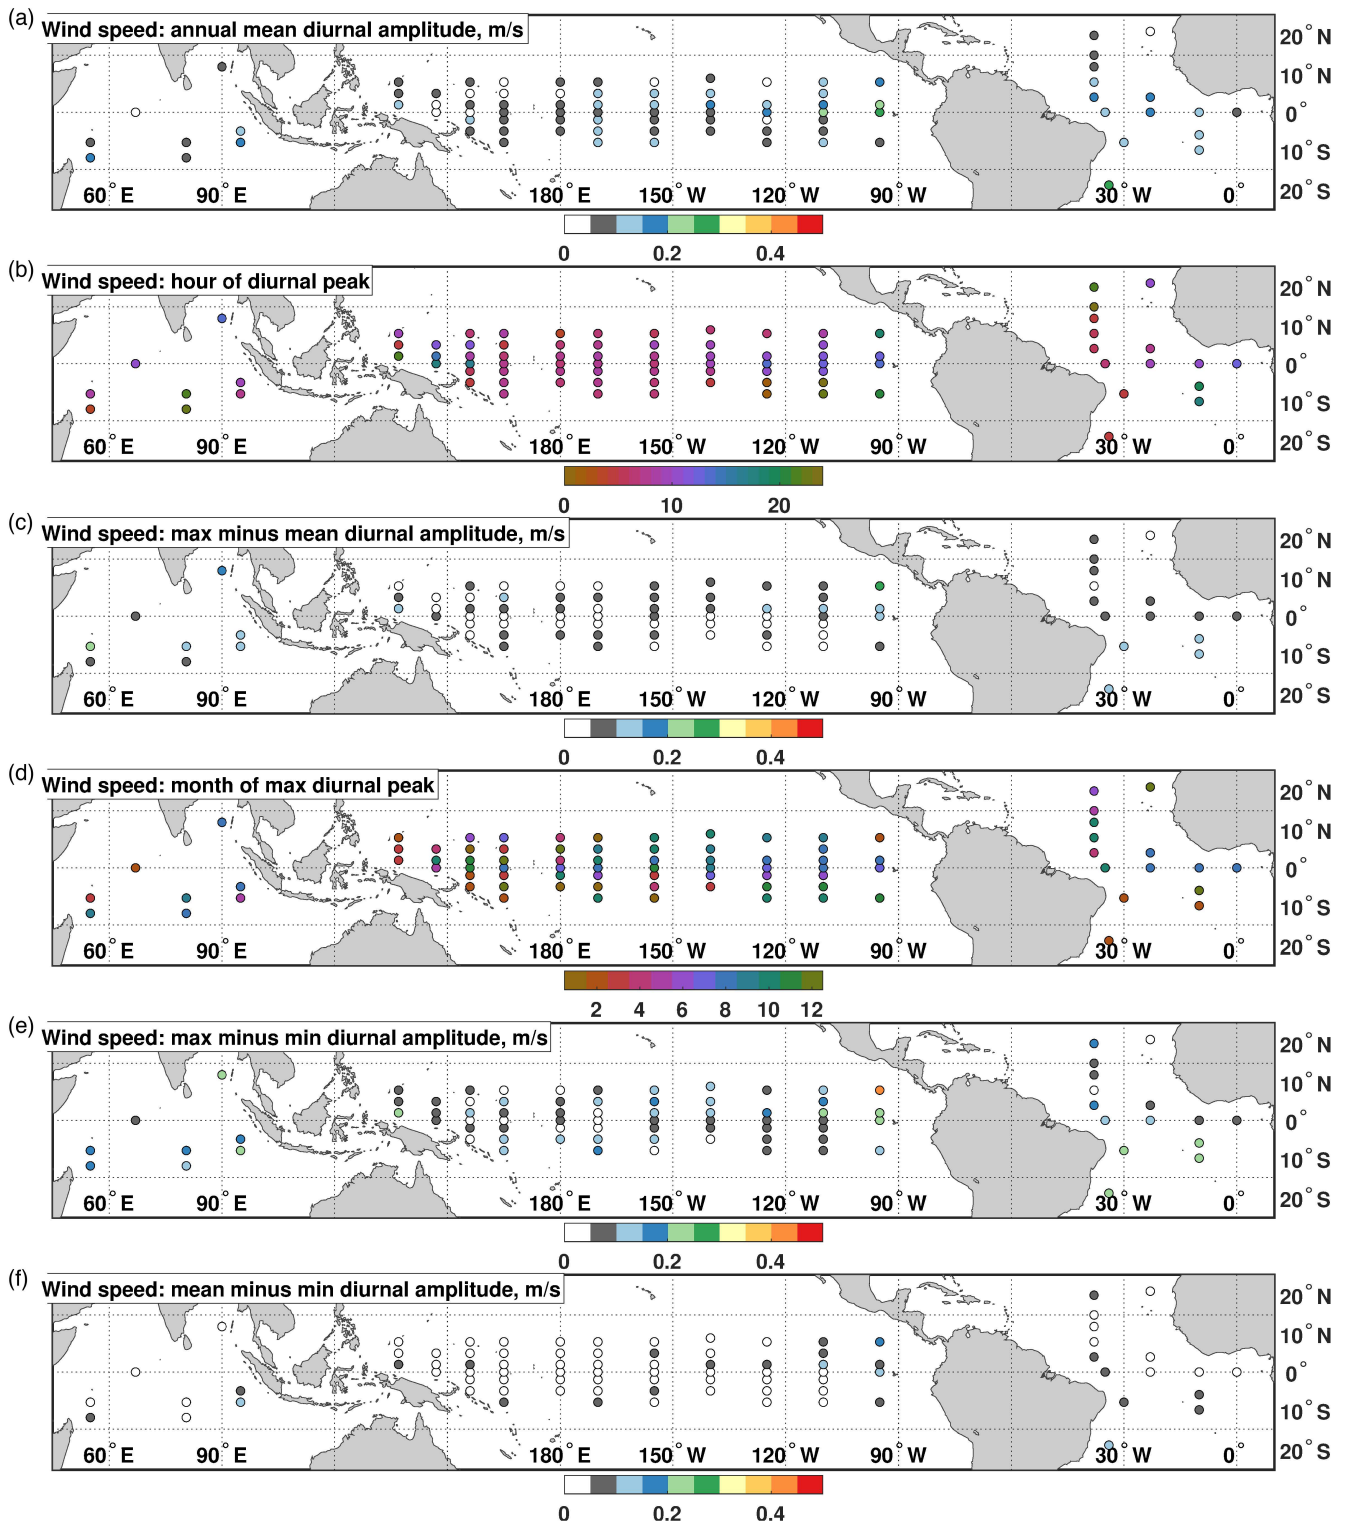 (a) Wind speed: annual mean diurnal amplitude, m/s
20° N
10° N
0°
10° S
20° S
60° E 90° E 180° E 150° W 120° W 90° W 30° W 0°
0 0.2 0.4
(b) Wind speed: hour of diurnal peak
20° N
10° N
0°
10° S
20° S
60° E 90° E 180° E 150° W 120° W 90° W 30° W 0°
0 10 20
(c) Wind speed: max minus mean diurnal amplitude, m/s
20° N
10° N
0°
10° S
20° S
60° E 90° E 180° E 150° W 120° W 90° W 30° W 0°
0 0.2 0.4
(d) Wind speed: month of max diurnal peak
20° N
10° N
0°
10° S
20° S
60° E 90° E 180° E 150° W 120° W 90° W 30° W 0°
2 4 6 8 10 12
(e) Wind speed: max minus min diurnal amplitude, m/s
20° N
10° N
0°
10° S
20° S
60° E 90° E 180° E 150° W 120° W 90° W 30° W 0°
0 0.2 0.4
(f) Wind speed: mean minus min diurnal amplitude, m/s
20° N
10° N
0°
10° S
20° S
60° E 90° E 180° E 150° W 120° W 90° W 30° W 0°
0 0.2 0.4